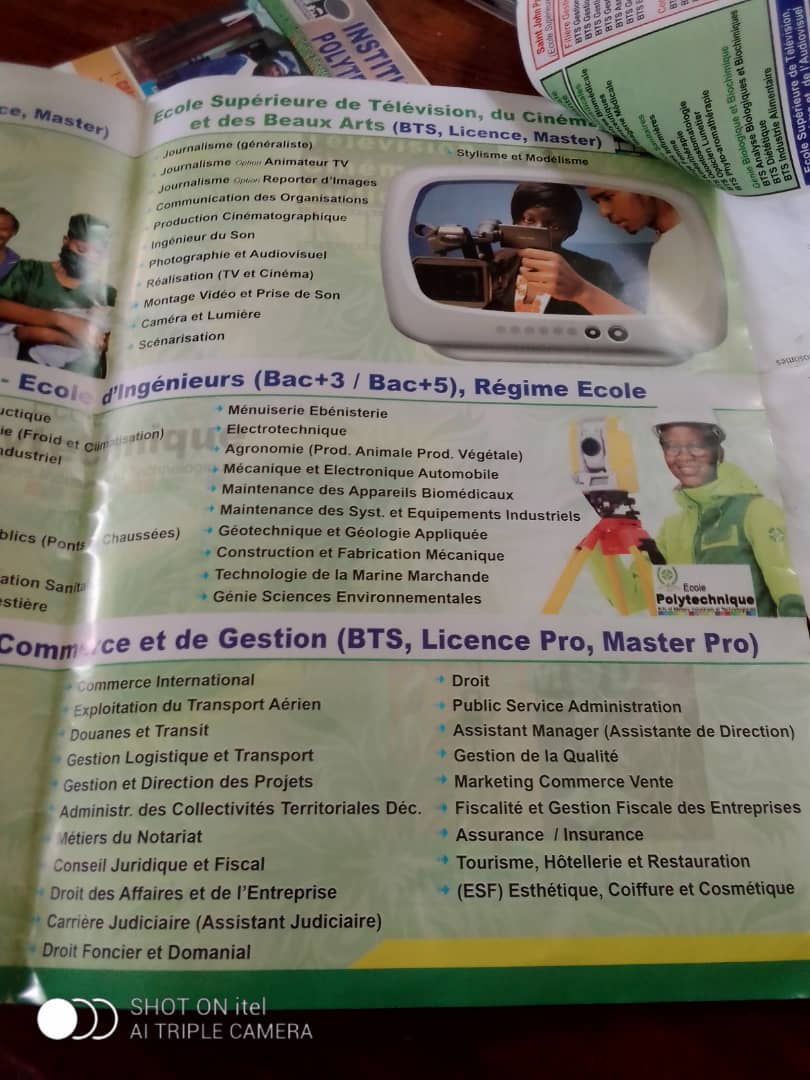 INSTIT
POLYT
Saint John P
BTS Analyse Biologiques et Biochimiques
BTS Diététique
BTS Industrie Alimentaire
Ecole Supérieure de Télévision,
ce, Master)
Ecole Supérieure de Télévision, du Ciném
et des Beaux Arts (BTS, Licence, Master)
Journalisme (généraliste)
Journalisme Option Animateur TV
Journalisme Option Reporter d'Images
Communication des Organisations
Production Cinématographique
Ingénieur du Son
Photographie et Audiovisuel
Réalisation (TV et Cinéma)
Montage Vidéo et Prise de Son
Caméra et Lumière
Scénarisation
Stylisme et Modélisme
- Ecole d'Ingénieurs (Bac+3 / Bac+5), Régime Ecole
uctique
ie (Froid et Climatisation)
ndustriel
blics (Ponts Chaussées)
ation Sanita
estière
Ménuiserie Ebénisterie
Electrotechnique
Agronomie (Prod. Animale Prod. Végétale)
Mécanique et Electronique Automobile
Maintenance des Appareils Biomédicaux
Maintenance des Syst. et Equipements Industriels
Géotechnique et Géologie Appliquée
Construction et Fabrication Mécanique
Technologie de la Marine Marchande
Génie Sciences Environnementales
Ecole
Polytechnique
Commerce et de Gestion (BTS, Licence Pro, Master Pro)
Commerce International
Exploitation du Transport Aérien
Douanes et Transit
Gestion Logistique et Transport
Gestion et Direction des Projets
Administr. des Collectivités Territoriales Déc.
Métiers du Notariat
Conseil Juridique et Fiscal
Droit des Affaires et de l'Entreprise
Carrière Judiciaire (Assistant Judiciaire)
Droit Foncier et Domanial
Droit
Public Service Administration
Assistant Manager (Assistante de Direction)
Gestion de la Qualité
Marketing Commerce Vente
Fiscalité et Gestion Fiscale des Entreprises
Assurance / Insurance
Tourisme, Hôtellerie et Restauration
(ESF) Esthétique, Coiffure et Cosmétique
SHOT ON itel
AI TRIPLE CAMERA